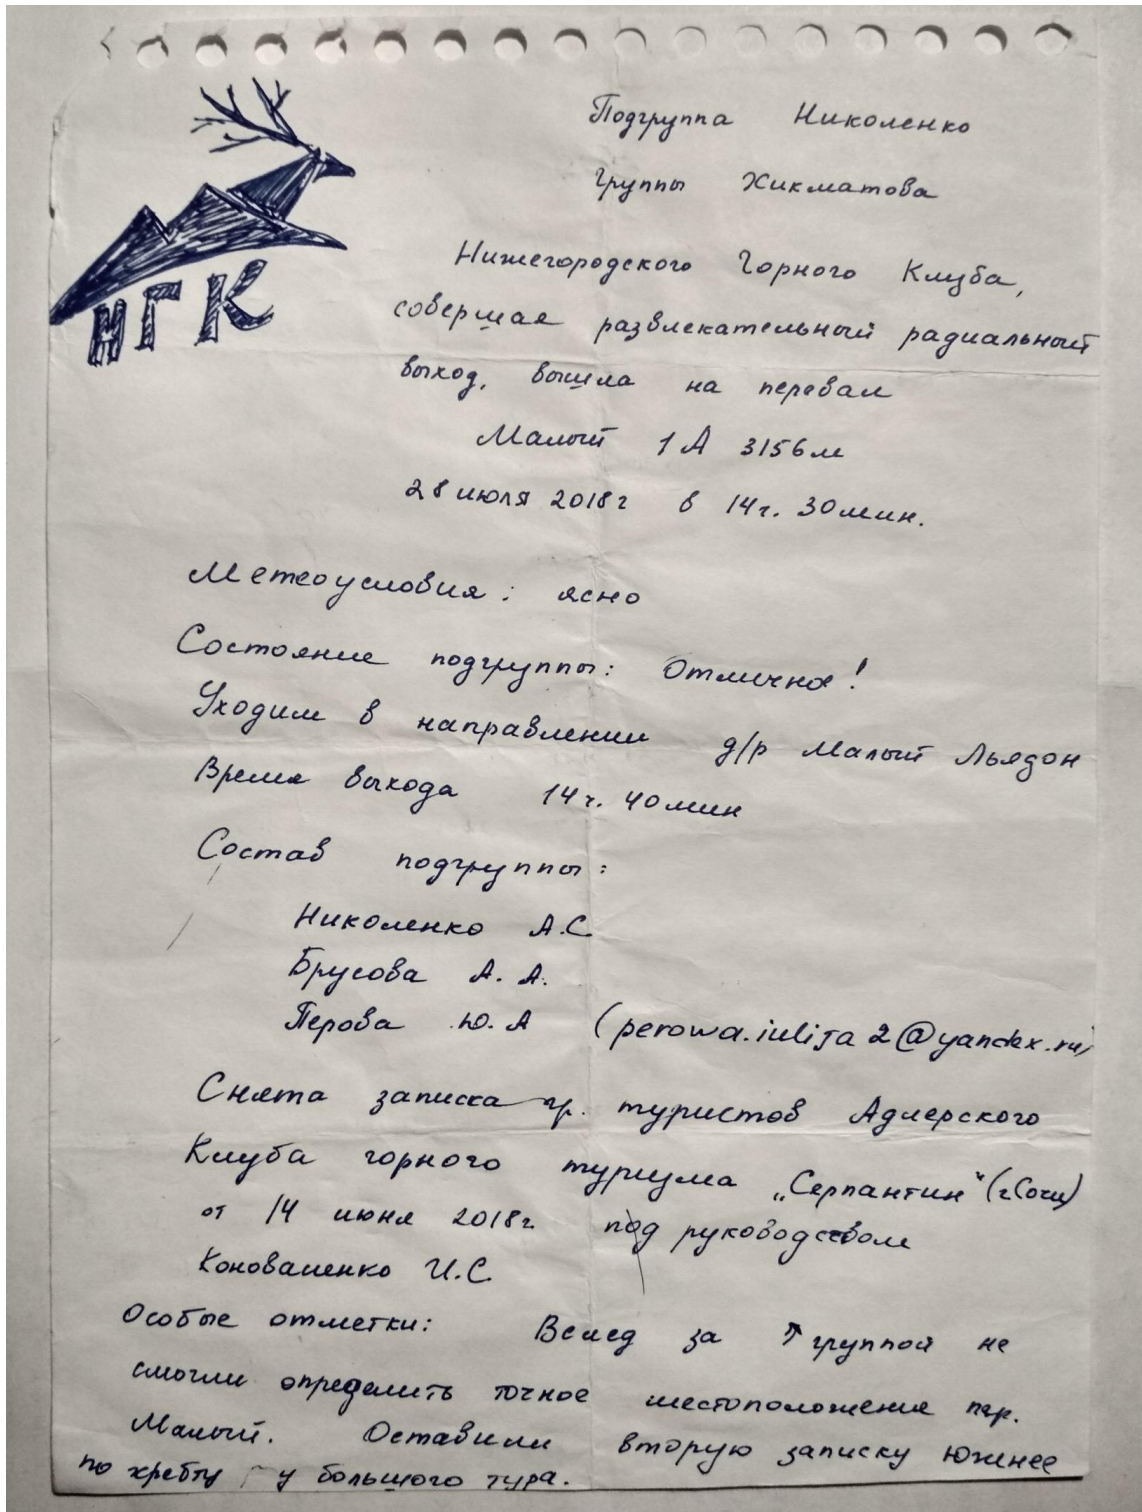 НГК
Подгруппа Николенко
Группы Хикматова
Нижегородского Горного Клуба,
совершая развлекательный радиальный
выход, вышла на перевал
Малый 1А 3156м
28 июля 2018г в 14г. 30мин.
Метеоусловия: ясно
Состояние подгруппы: Отлично!
Уходим в направлении д/р Малый Льядон
Время выхода 14ч. 40мин
Состав подгруппы:
Николенко А.С.
Брусова А. А.
Перова Ю.А (perowa.iulija2@yandex.ru)
Снята записка гр. туристов Адлерского
Клуба горного туризма „Серпантин“ (г.Сочи)
от 14 июня 2018г под руководством
Коноваленко И.С.
Особые отметки: Вслед за ↑ группой не
смогли определить точное местоположение пер.
Малый. Оставили вторую записку южнее
по хребту у большого тура.